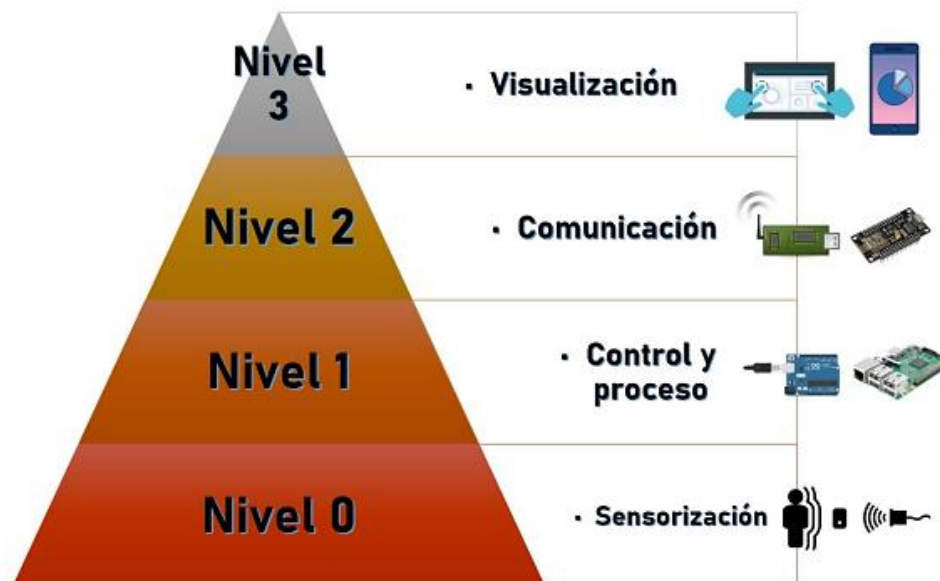 Nivel
3
· Visualización
Nivel 2
· Comunicación
Nivel 1
· Control y
proceso
Nivel 0
· Sensorización